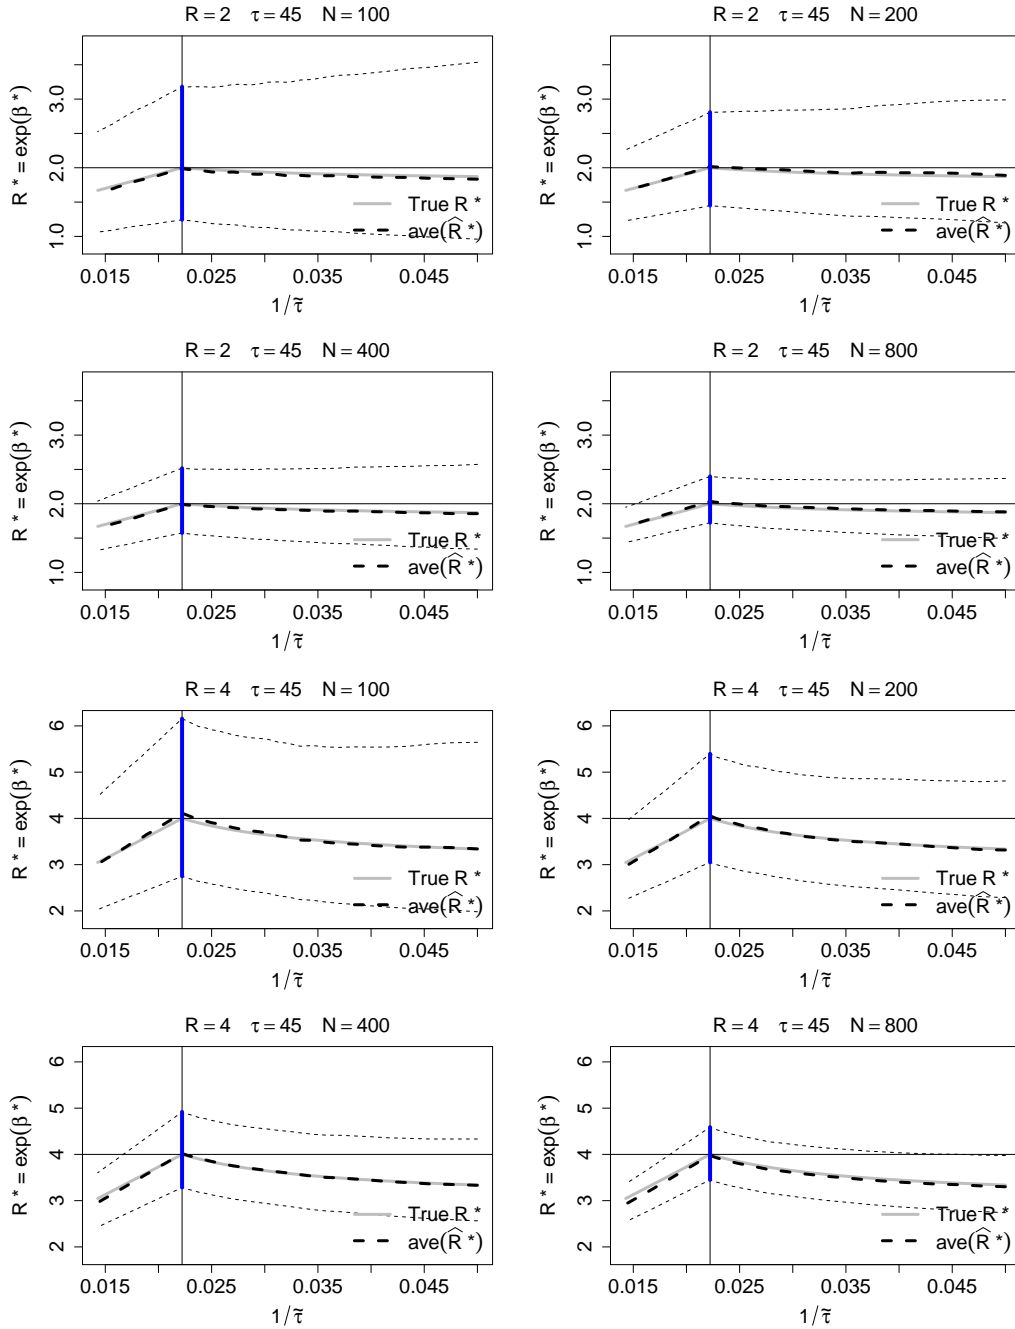 R = 2 τ = 45 N = 100
R * = exp(β *)
1.0 2.0 3.0
True R *
ave(R̂ *)
0.015 0.025 0.035 0.045
1/τ̃
R = 2 τ = 45 N = 200
R * = exp(β *)
1.0 2.0 3.0
True R *
ave(R̂ *)
0.015 0.025 0.035 0.045
1/τ̃
R = 2 τ = 45 N = 400
R * = exp(β *)
1.0 2.0 3.0
True R *
ave(R̂ *)
0.015 0.025 0.035 0.045
1/τ̃
R = 2 τ = 45 N = 800
R * = exp(β *)
1.0 2.0 3.0
True R *
ave(R̂ *)
0.015 0.025 0.035 0.045
1/τ̃
R = 4 τ = 45 N = 100
R * = exp(β *)
2 3 4 5 6
True R *
ave(R̂ *)
0.015 0.025 0.035 0.045
1/τ̃
R = 4 τ = 45 N = 200
R * = exp(β *)
2 3 4 5 6
True R *
ave(R̂ *)
0.015 0.025 0.035 0.045
1/τ̃
R = 4 τ = 45 N = 400
R * = exp(β *)
2 3 4 5 6
True R *
ave(R̂ *)
0.015 0.025 0.035 0.045
1/τ̃
R = 4 τ = 45 N = 800
R * = exp(β *)
2 3 4 5 6
True R *
ave(R̂ *)
0.015 0.025 0.035 0.045
1/τ̃